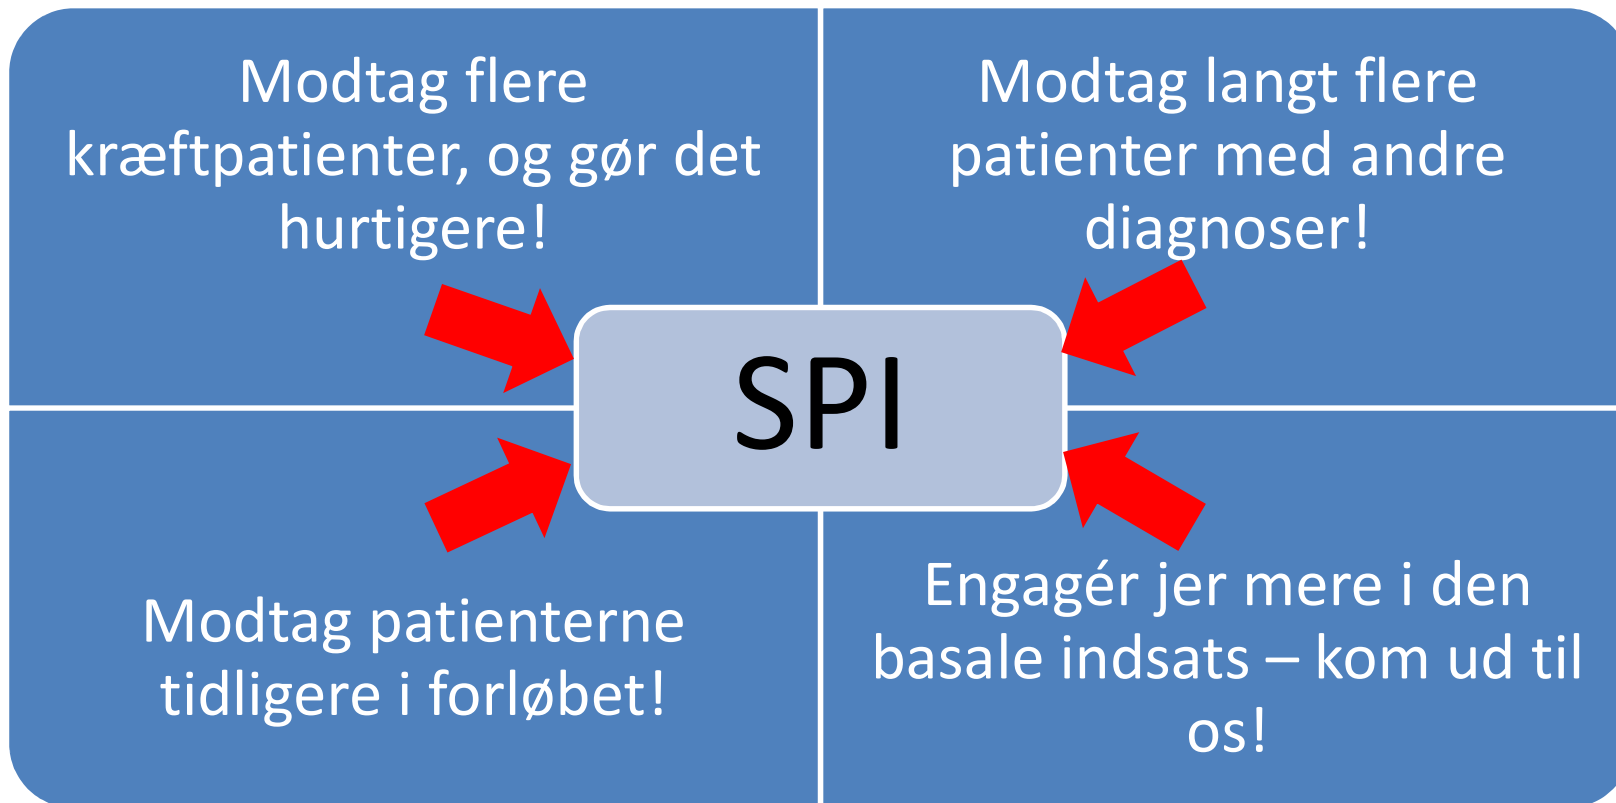 Modtag flere
kræftpatienter, og gør det
hurtigere!
Modtag langt flere
patienter med andre
diagnoser!
SPI
Modtag patienterne
tidligere i forløbet!
Engagér jer mere i den
basale indsats – kom ud til
os!